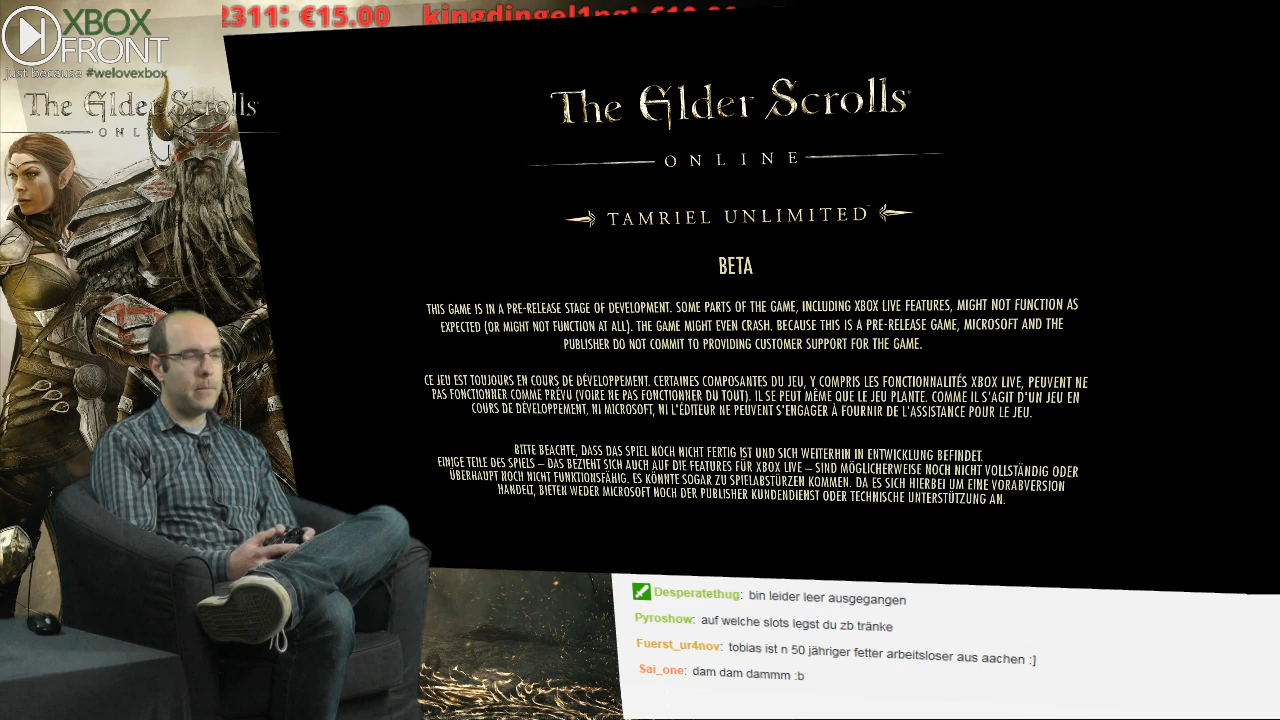 2311: €15.00
XBOX
FRONT
just because #welovexbox
The Elder Scrolls
The Elder Scrolls
ONLINE
TAMRIEL UNLIMITED
BETA
THIS GAME IS IN A PRE-RELEASE STAGE OF DEVELOPMENT. SOME PARTS OF THE GAME, INCLUDING XBOX LIVE FEATURES, MIGHT NOT FUNCTION AS
EXPECTED (OR MIGHT NOT FUNCTION AT ALL). THE GAME MIGHT EVEN CRASH. BECAUSE THIS IS A PRE-RELEASE GAME, MICROSOFT AND THE
PUBLISHER DO NOT COMMIT TO PROVIDING CUSTOMER SUPPORT FOR THE GAME.
CE JEU EST TOUJOURS EN COURS DE DÉVELOPPEMENT. CERTAINES COMPOSANTES DU JEU, Y COMPRIS LES FONCTIONNALITÉS XBOX LIVE, PEUVENT NE
PAS FONCTIONNER COMME PRÉVU (VOIRE NE PAS FONCTIONNER DU TOUT). IL SE PEUT MÊME QUE LE JEU PLANTE. COMME IL S'AGIT D'UN JEU EN
COURS DE DÉVELOPPEMENT, NI MICROSOFT, NI L'ÉDITEUR NE PEUVENT S'ENGAGER À FOURNIR DE L'ASSISTANCE POUR LE JEU.
BITTE BEACHTE, DASS DAS SPIEL NOCH NICHT FERTIG IST UND SICH WEITERHIN IN ENTWICKLUNG BEFINDET.
EINIGE TEILE DES SPIELS – DAS BEZIEHT SICH AUCH AUF DIE FEATURES FÜR XBOX LIVE – SIND MÖGLICHERWEISE NOCH NICHT VOLLSTÄNDIG ODER
ÜBERHAUPT NOCH NICHT FUNKTIONSFÄHIG. ES KÖNNTE SOGAR ZU SPIELABSTÜRZEN KOMMEN. DA ES SICH HIERBEI UM EINE VORABVERSION
HANDELT, BIETEN WEDER MICROSOFT NOCH DER PUBLISHER KUNDENDIENST ODER TECHNISCHE UNTERSTÜTZUNG AN.
Desperatethug: bin leider leer ausgegangen
Pyroshow: auf welche slots legst du zb tränke
Fuerst_ur4nov: tobias ist n 50 jähriger fetter arbeitsloser aus aachen :]
Sai_one: dam dam dammm :b